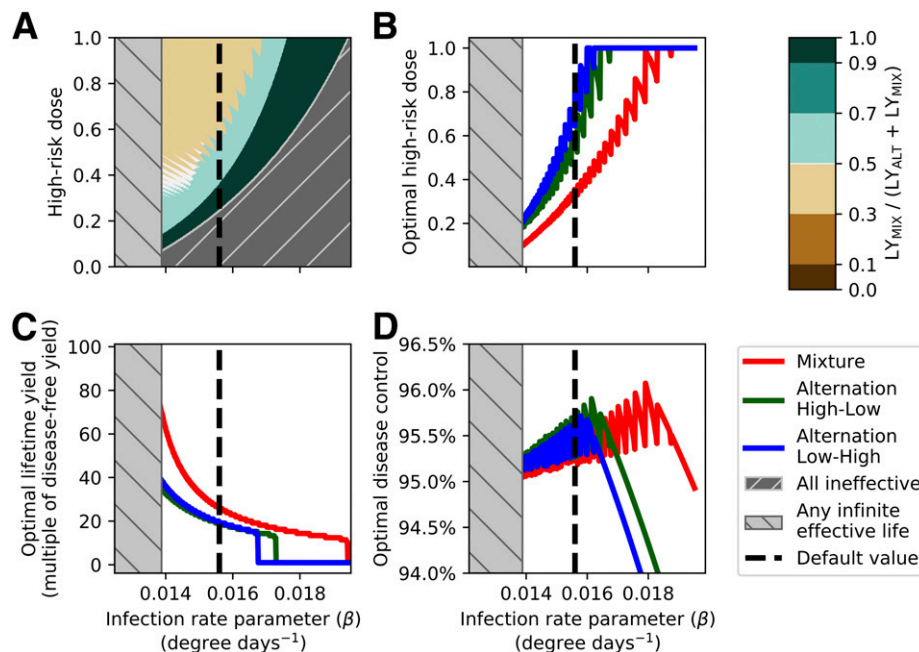 A
B
1.0
0.8
0.6
0.4
0.2
0.0
High-risk dose
1.0
0.8
0.6
0.4
0.2
Optimal high-risk dose
1.0
0.9
0.7
0.5
0.3
0.1
0.0
LY_MIX / (LY_ALT + LY_MIX)
C
D
100
80
60
40
20
0
Optimal lifetime yield
(multiple of disease-free yield)
0.014
0.016
0.018
Infection rate parameter (β)
(degree days⁻¹)
96.5%
96.0%
95.5%
95.0%
94.5%
94.0%
Optimal disease control
0.014
0.016
0.018
Infection rate parameter (β)
(degree days⁻¹)
Mixture
Alternation
High-Low
Alternation
Low-High
All ineffective
Any infinite
effective life
Default value